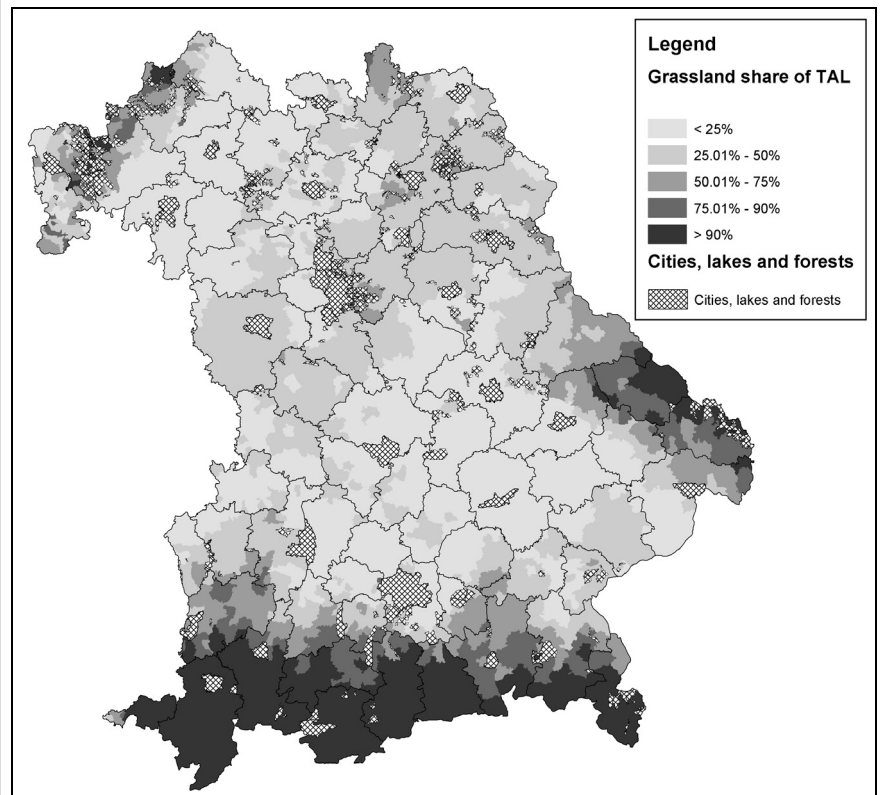 Legend
Grassland share of TAL
< 25%
25.01% - 50%
50.01% - 75%
75.01% - 90%
> 90%
Cities, lakes and forests
Cities, lakes and forests